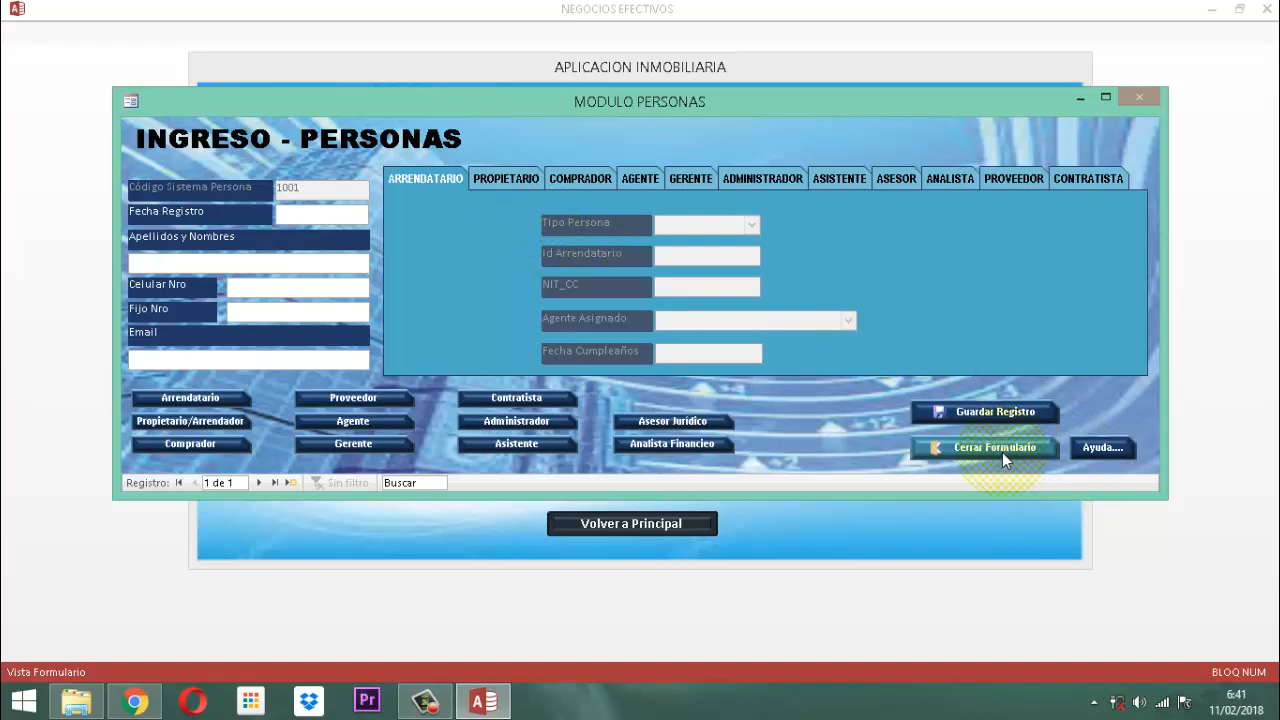 NEGOCIOS EFECTIVOS
APLICACION INMOBILIARIA
MODULO PERSONAS
INGRESO - PERSONAS
ARRENDATARIO PROPIETARIO COMPRADOR AGENTE GERENTE ADMINISTRADOR ASISTENTE ASESOR ANALISTA PROVEEDOR CONTRATISTA
Código Sistema Persona 1001
Fecha Registro
Apellidos y Nombres
Celular Nro
Fijo Nro
Email
Tipo Persona
Id Arrendatario
NIT_CC
Agente Asignado
Fecha Cumpleaños
Arrendatario Proveedor Contratista
Propietario/Arrendador Agente Administrador Asesor Jurídico
Comprador Gerente Asistente Analista Financieo
Guardar Registro
Cerrar Formulario Ayuda....
Registro: 1 de 1 Sin filtro Buscar
Volver a Principal
Vista Formulario BLOQ NUM
Pr
6:41
11/02/2018